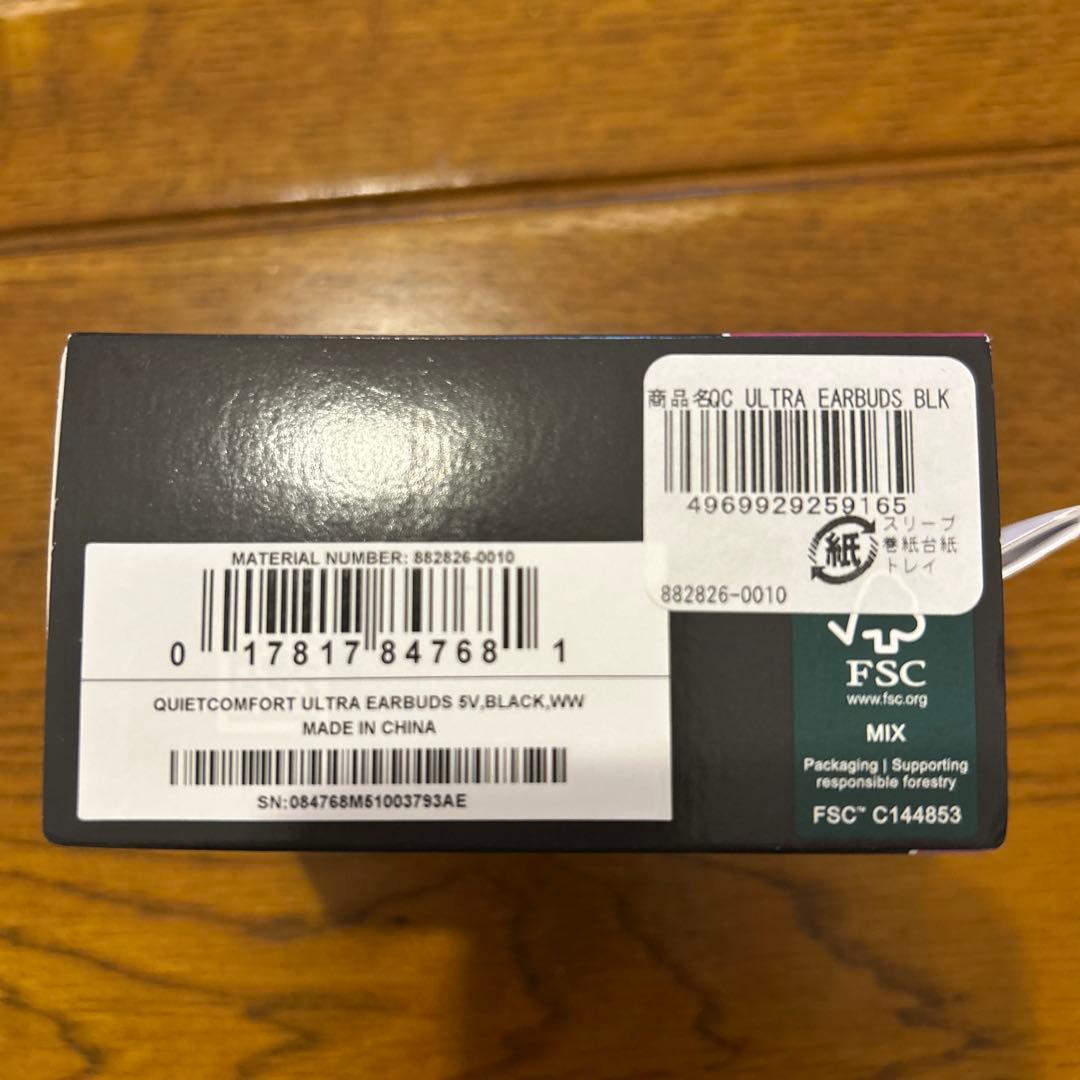 商品名QC ULTRA EARBUDS BLK
4969929259165
紙
スリーブ
巻紙台紙
トレイ
882826-0010
MATERIAL NUMBER: 882826-0010
0 17817 84768 1
QUIETCOMFORT ULTRA EARBUDS 5V,BLACK,WW
MADE IN CHINA
SN:084768M51003793AE
FSC
www.fsc.org
MIX
Packaging | Supporting
responsible forestry
FSC™ C144853